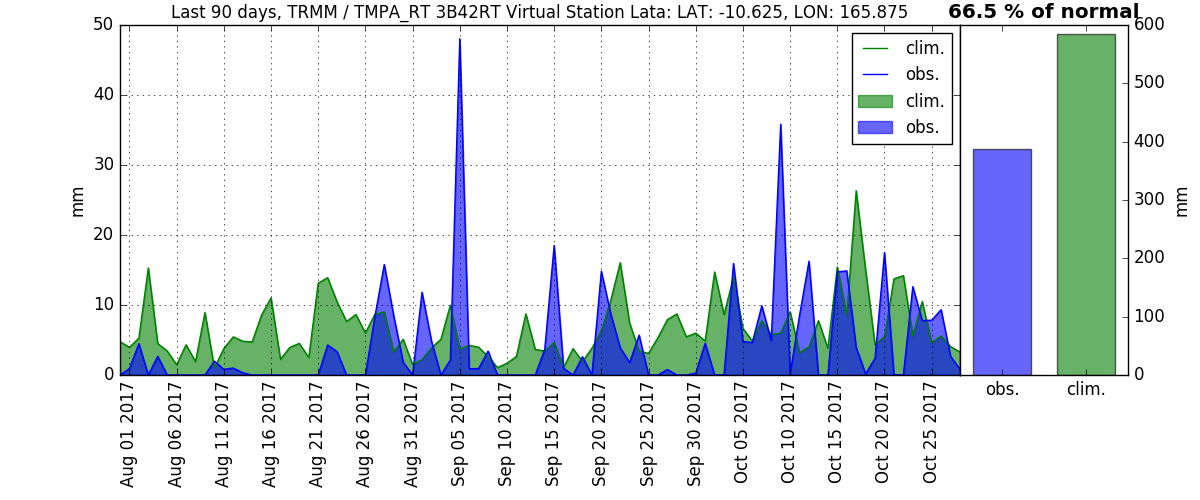 Last 90 days, TRMM / TMPA_RT 3B42RT Virtual Station Lata: LAT: -10.625, LON: 165.875
66.5 % of normal
50
40
30
20
10
0
mm
clim.
obs.
clim.
obs.
600
500
400
300
200
100
0
mm
obs.
clim.
Aug 01 2017
Aug 06 2017
Aug 11 2017
Aug 16 2017
Aug 21 2017
Aug 26 2017
Aug 31 2017
Sep 05 2017
Sep 10 2017
Sep 15 2017
Sep 20 2017
Sep 25 2017
Sep 30 2017
Oct 05 2017
Oct 10 2017
Oct 15 2017
Oct 20 2017
Oct 25 2017